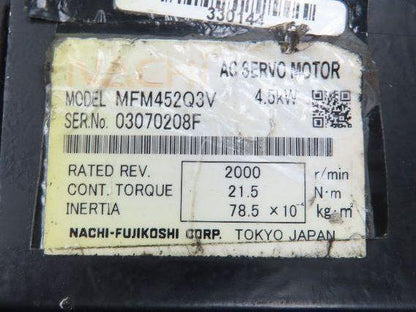 330144
NACHI
AC SERVO MOTOR
MODEL MFM452Q3V 4.5kW
SER.No. 03070208F
RATED REV. 2000 r/min
CONT. TORQUE 21.5 N·m
INERTIA 78.5 × 10 kg·m²
NACHI-FUJIKOSHI CORP. TOKYO JAPAN